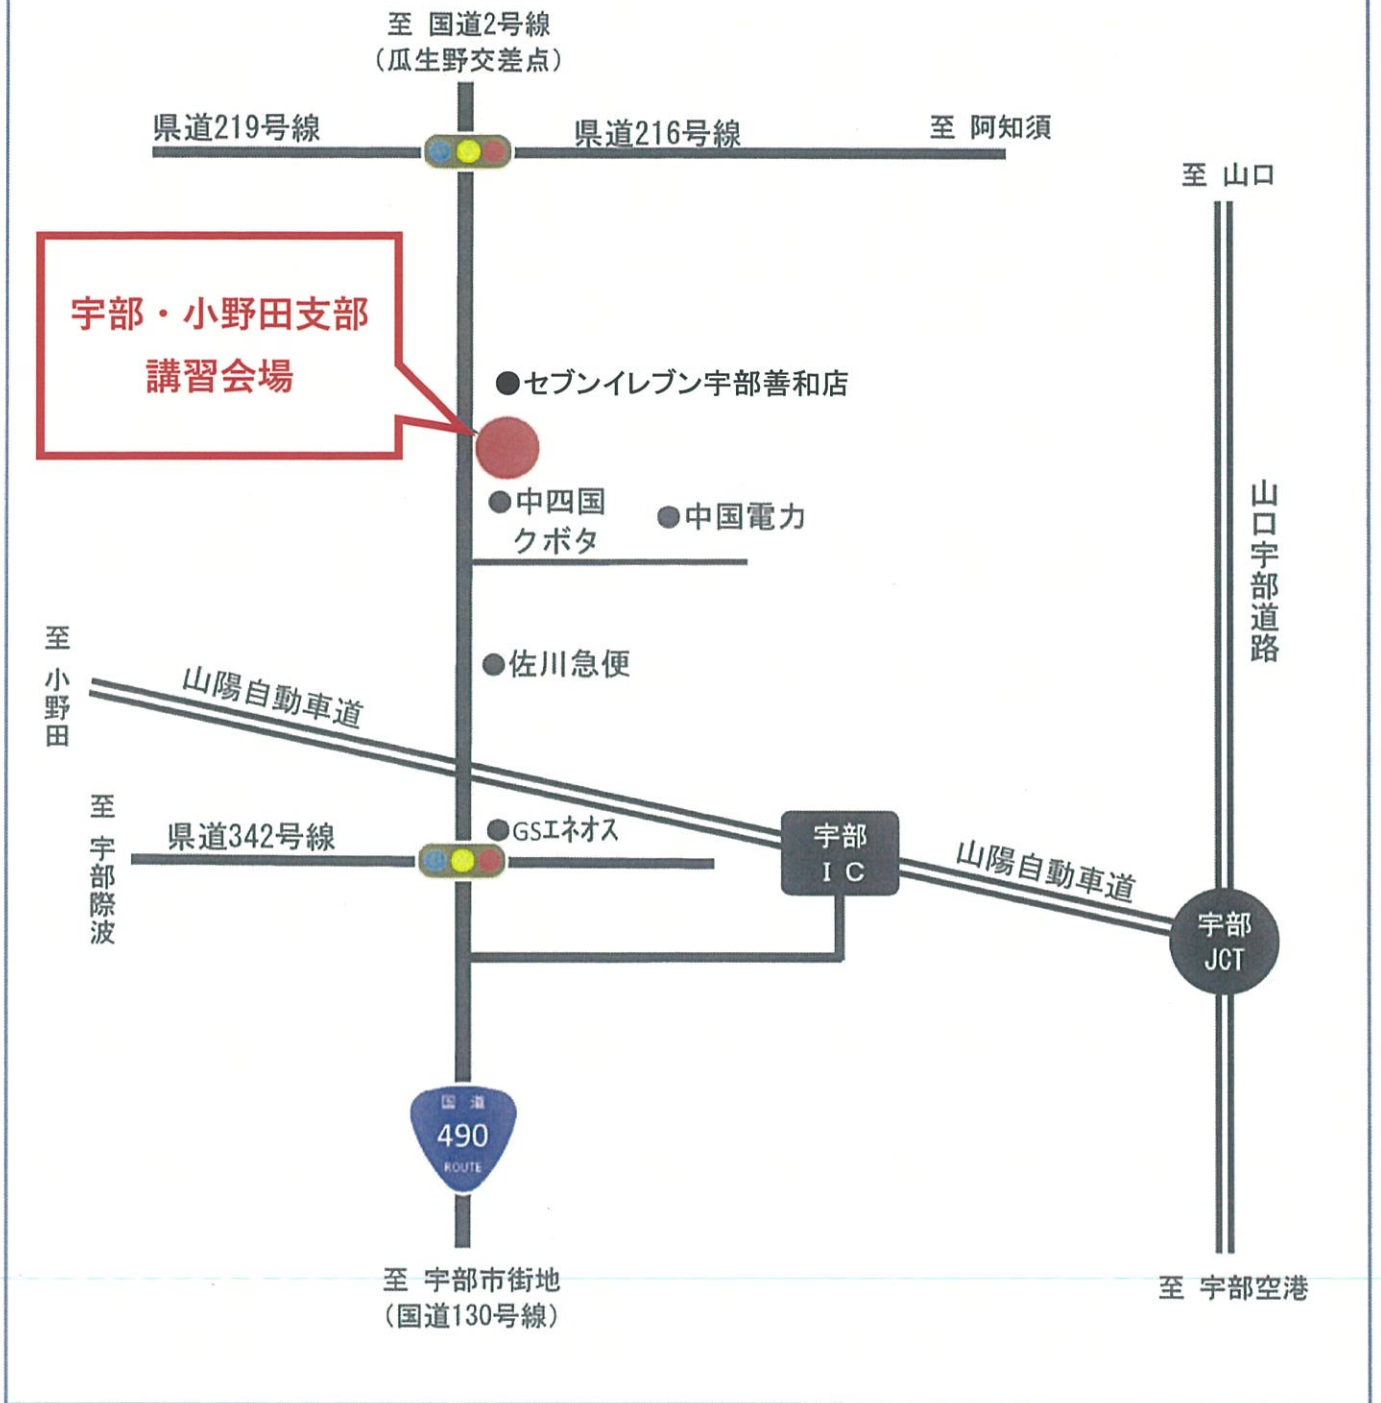 至 国道2号線
（瓜生野交差点）
県道219号線
県道216号線
至 阿知須
至 山口
宇部・小野田支部
講習会場
●セブンイレブン宇部善和店
●中四国
クボタ
●中国電力
山口宇部道路
至 小野田
山陽自動車道
●佐川急便
至 宇部際波
県道342号線
●GSエネオス
宇部
ＩＣ
山陽自動車道
宇部
JCT
国 道
490
ROUTE
至 宇部市街地
（国道130号線）
至 宇部空港